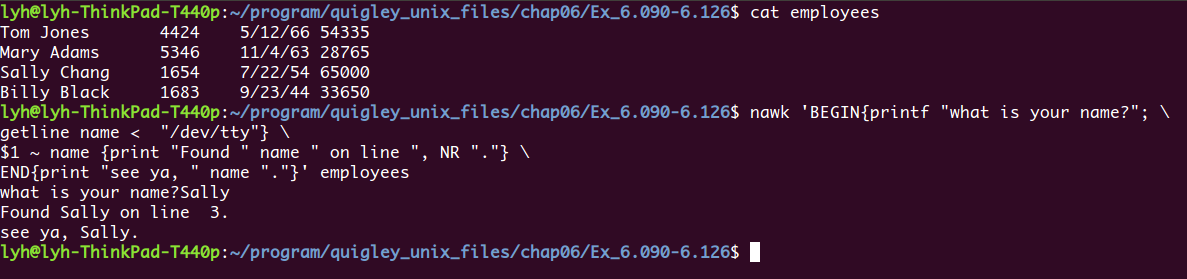 lyh@lyh-ThinkPad-T440p:~/program/quigley_unix_files/chap06/Ex_6.090-6.126$ cat employees
Tom Jones       4424    5/12/66 54335
Mary Adams      5346    11/4/63 28765
Sally Chang     1654    7/22/54 65000
Billy Black     1683    9/23/44 33650
lyh@lyh-ThinkPad-T440p:~/program/quigley_unix_files/chap06/Ex_6.090-6.126$ nawk 'BEGIN{printf "what is your name?"; \
getline name <  "/dev/tty"} \
$1 ~ name {print "Found " name " on line ", NR "."} \
END{print "see ya, " name "."}' employees
what is your name?Sally
Found Sally on line  3.
see ya, Sally.
lyh@lyh-ThinkPad-T440p:~/program/quigley_unix_files/chap06/Ex_6.090-6.126$